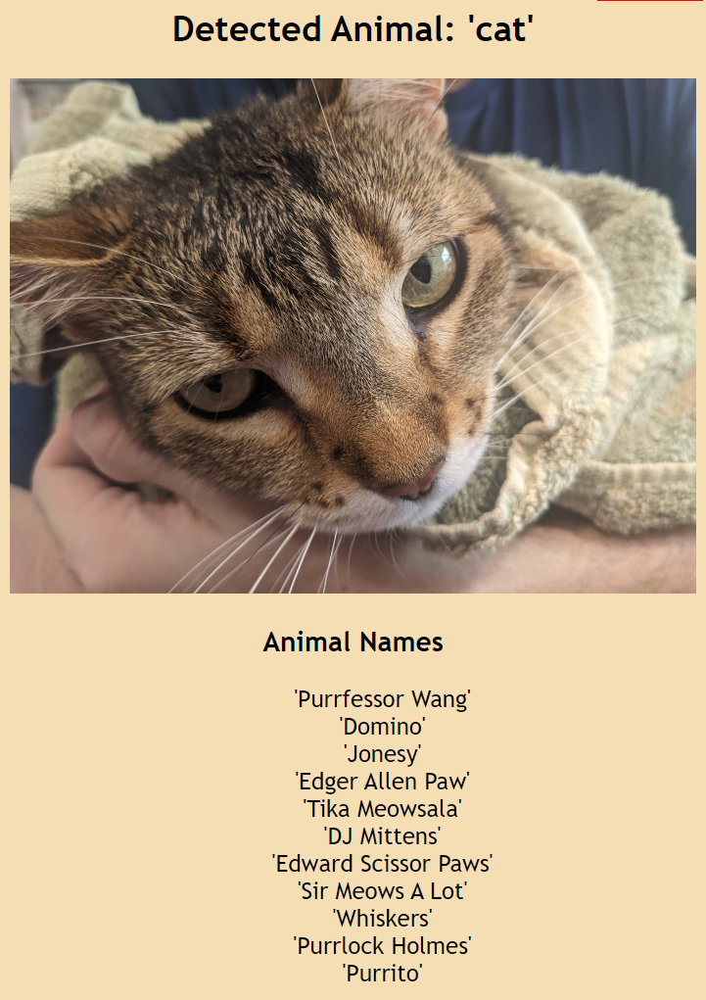 Detected Animal: 'cat'
Animal Names
'Purrfessor Wang'
'Domino'
'Jonesy'
'Edger Allen Paw'
'Tika Meowsala'
'DJ Mittens'
'Edward Scissor Paws'
'Sir Meows A Lot'
'Whiskers'
'Purrlock Holmes'
'Purrito'